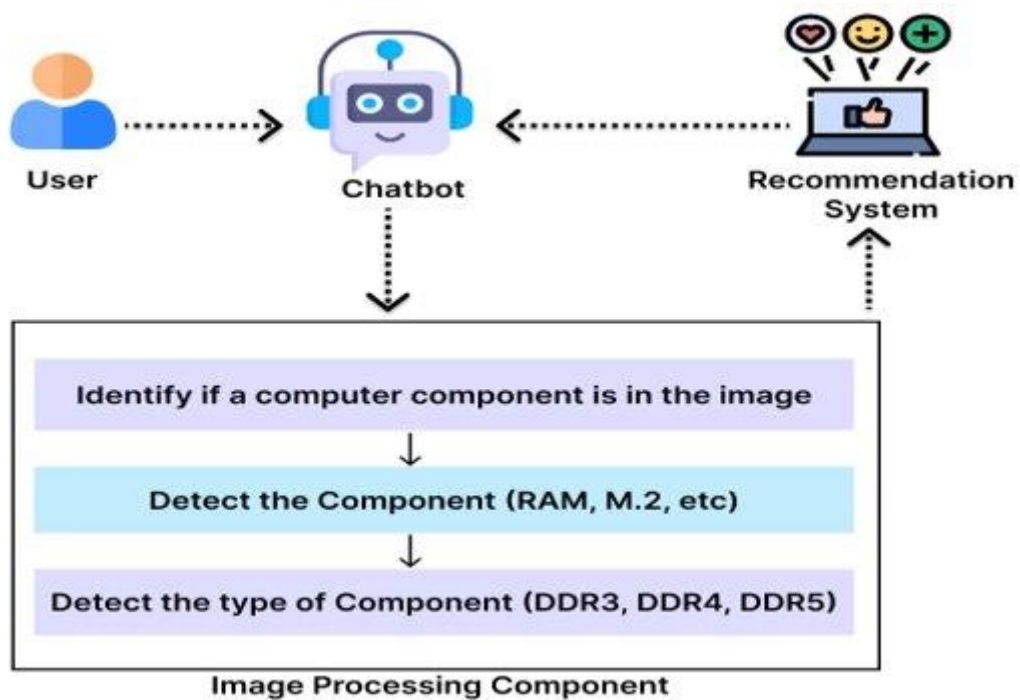 User
Chatbot
Recommendation
System
Identify if a computer component is in the image
Detect the Component (RAM, M.2, etc)
Detect the type of Component (DDR3, DDR4, DDR5)
Image Processing Component